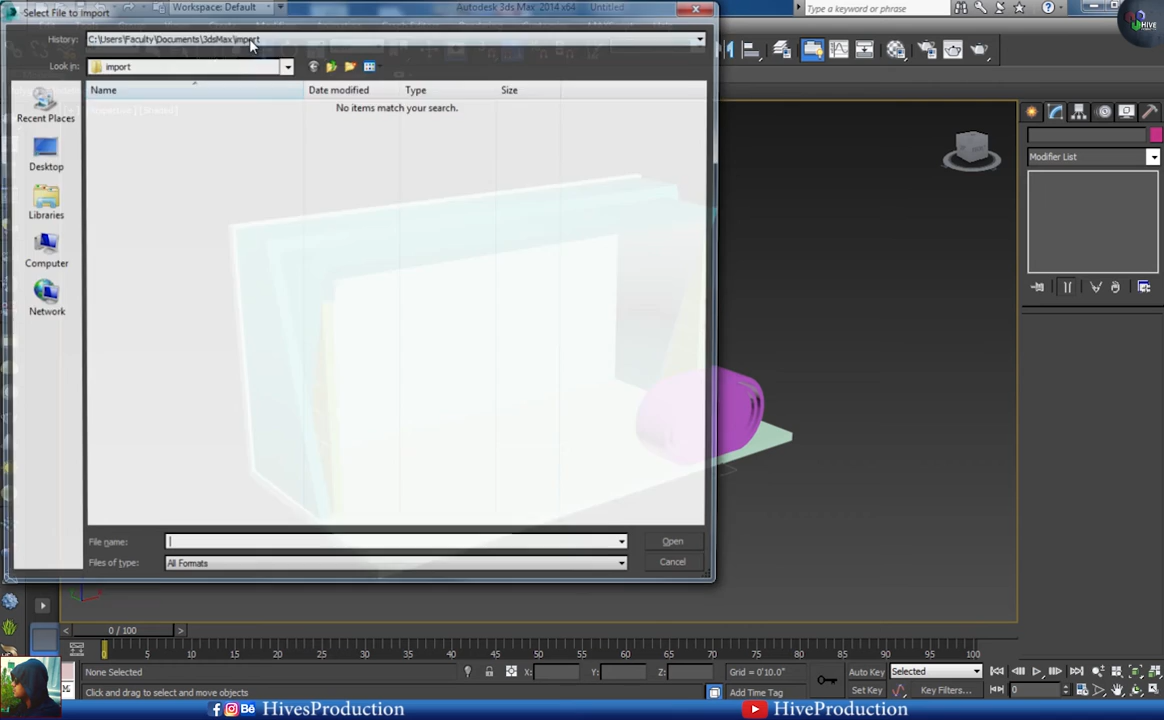 Select File to Import
Workspace: Default
Autodesk 3ds Max 2014 x64
Untitled
Type a keyword or phrase
HIVE
History:
C:\Users\Faculty\Documents\3dsMax\import
Look in:
import
Name
Date modified
Type
Size
No items match your search.
Recent Places
Desktop
Libraries
Computer
Network
Modifier List
File name:
Open
Files of type:
All Formats
Cancel
0 / 100
0 5 10 15 20 25 30 35 40 45 50 55 60 65 70 75 80 85 90 95 100
None Selected
X:
Y:
Z:
Grid = 0'10.0"
Auto Key
Selected
Click and drag to select and move objects
Add Time Tag
Set Key
Key Filters...
0
HivesProduction
HiveProduction